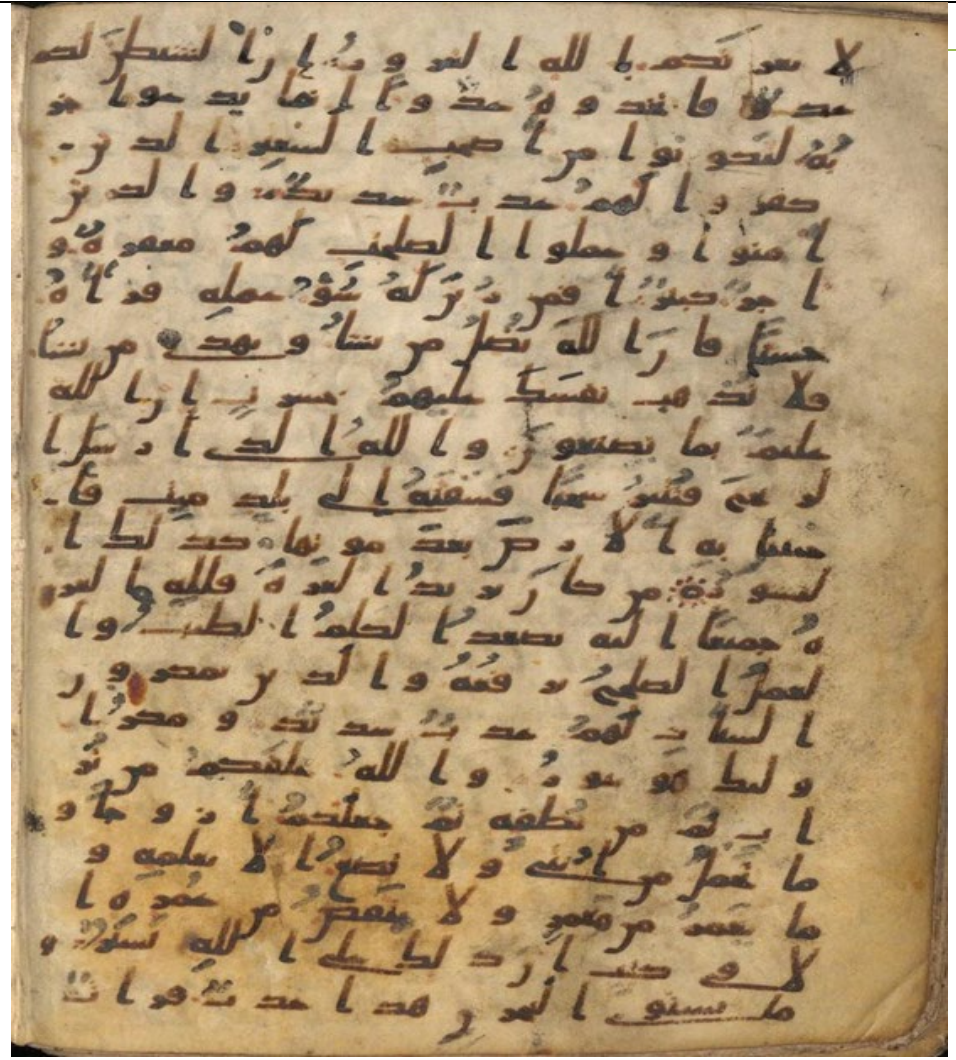 لا يغرنكم بالله الغرور ان الشيطن لكم
عدو فاتخذوه عدوا انما يدعوا حز
به ليكونوا من اصحب السعير الذين
كفروا لهم عذب شديد والذين
امنوا وعملوا الصلحت لهم مغفرة و
اجر كبير افمن زين له سوء عمله فراه
حسنا فان الله يضل من يشا ويهدي من يشا
فلا تذهب نفسك عليهم حسرت ان الله
عليم بما يصنعون والله الذي ارسل ا
لريح فتثير سحبا فسقنه الى بلد ميت فا
حيينا به الارض بعد موتها كذلك ا
لنشور من كان يريد العزة فلله العز
ة جميعا اليه يصعد الكلم الطيب وا
لعمل الصلح يرفعه والذين يمكرون
السيات لهم عذب شديد ومكر ا
ولئك هو يبور والله خلقكم من تر
اب ثم من نطفة ثم جعلكم ازوجا و
ما تحمل من انثى ولا تضع الا بعلمه و
ما يعمر من معمر ولا ينقص من عمره ا
لا في كتب ان ذلك على الله يسير و
ما يستوي البحرن هذا عذب فرات